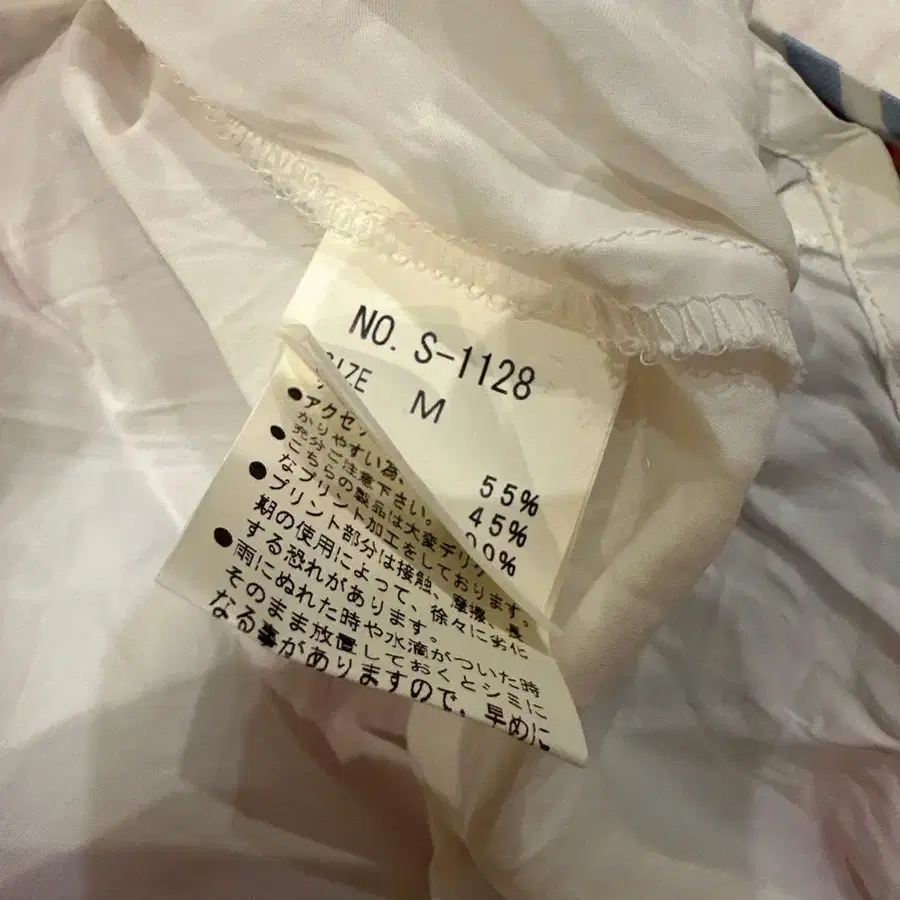 NO. S-1128
SIZE M
55%
45%
00%
●アクセ
かりやすい為、
充分ご注意下さい。
●こちらの製品は大変デリケ
なプリント加工をしております。
●プリント部分は接触、摩擦、長
期の使用によって、徐々に劣化
する恐れがあります。
●雨にぬれた時や水滴がついた時
そのまま放置しておくとシミに
なる事がありますので、早めに